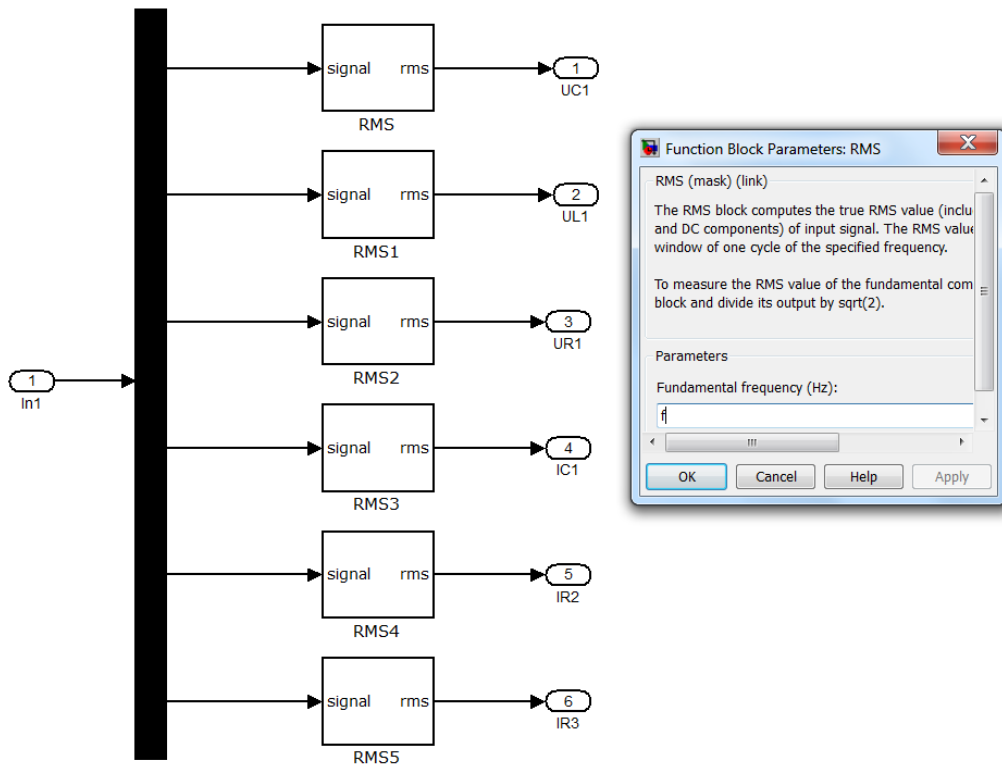 signal rms
1
RMS
UC1
signal rms
2
RMS1
UL1
signal rms
3
RMS2
UR1
1
In1
signal rms
4
RMS3
IC1
signal rms
5
RMS4
IR2
signal rms
6
RMS5
IR3
Function Block Parameters: RMS
RMS (mask) (link)
The RMS block computes the true RMS value (inclu
and DC components) of input signal. The RMS value
window of one cycle of the specified frequency.
To measure the RMS value of the fundamental com
block and divide its output by sqrt(2).
Parameters
Fundamental frequency (Hz):
f
OK Cancel Help Apply